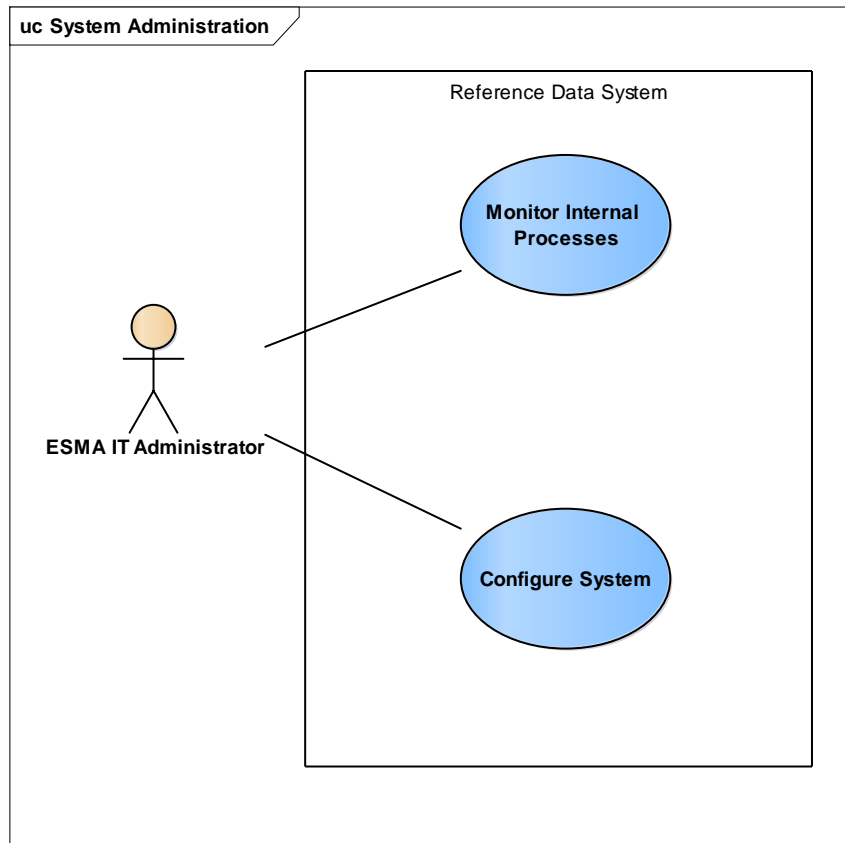 uc System Administration
Reference Data System
Monitor Internal
Processes
ESMA IT Administrator
Configure System